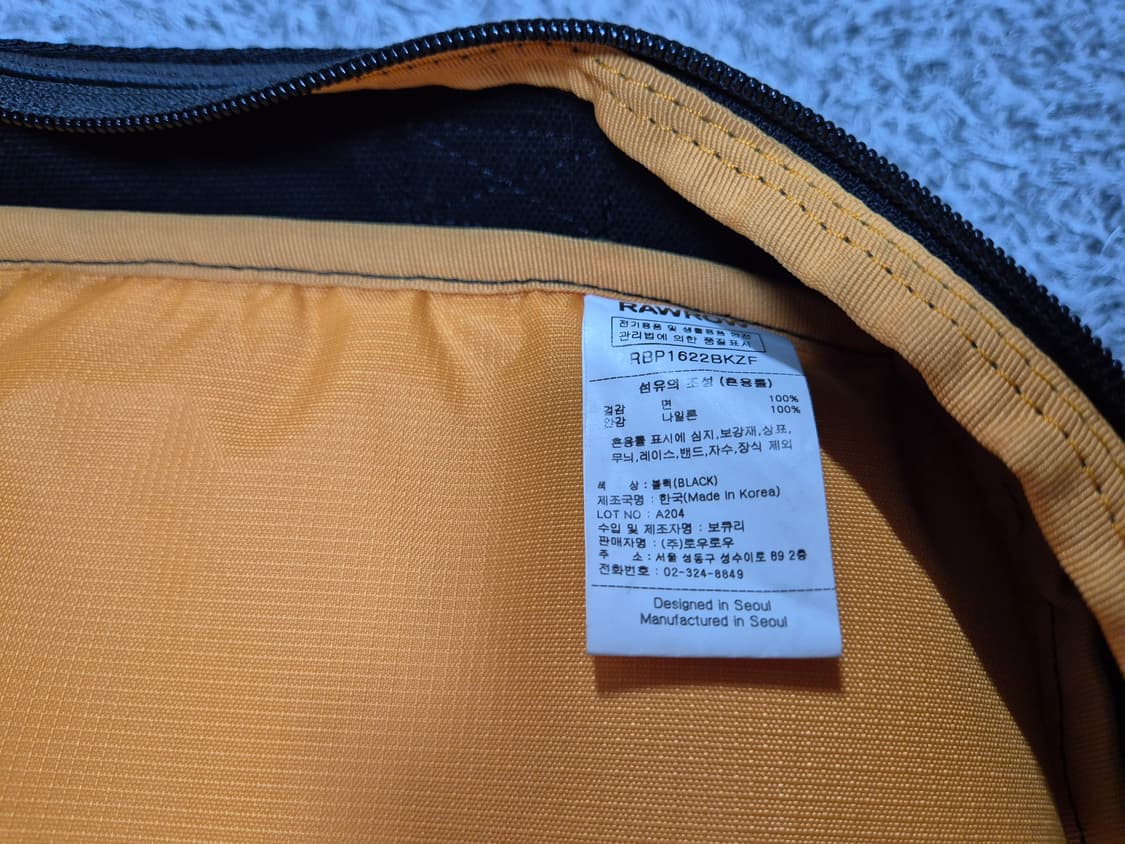 RAWROW
전기용품 및 생활용품 안전
관리법에 의한 품질표시
RBP1622BKZF
섬유의 조성 (혼용률)
겉감 면 100%
안감 나일론 100%
혼용률 표시에 심지,보강재,상표,
무늬,레이스,밴드,자수,장식 제외
색 상 : 블랙(BLACK)
제조국명 : 한국(Made in Korea)
LOT NO : A204
수입 및 제조자명 : 보큐리
판매자명 : (주)로우로우
주 소 : 서울 성동구 성수이로 89 2층
전화번호 : 02-324-8849
Designed in Seoul
Manufactured in Seoul